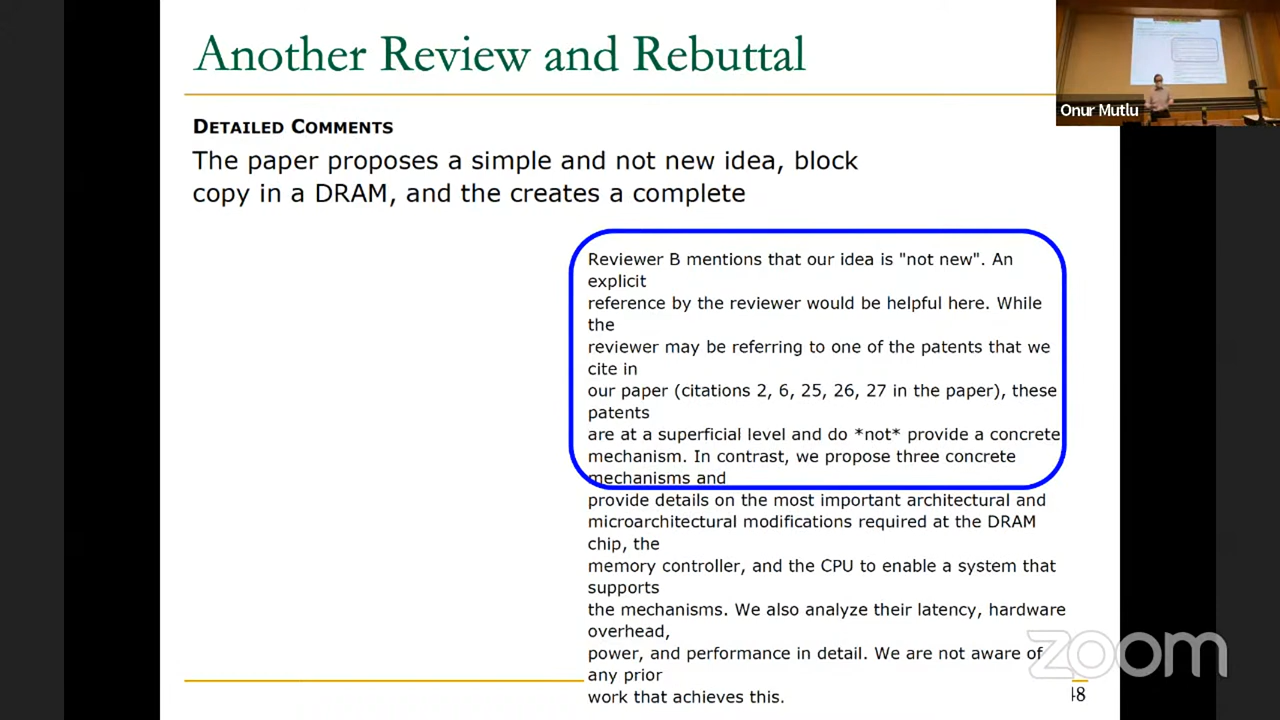 Another Review and Rebuttal
Onur Mutlu
DETAILED COMMENTS
The paper proposes a simple and not new idea, block
copy in a DRAM, and the creates a complete
Reviewer B mentions that our idea is "not new". An
explicit
reference by the reviewer would be helpful here. While
the
reviewer may be referring to one of the patents that we
cite in
our paper (citations 2, 6, 25, 26, 27 in the paper), these
patents
are at a superficial level and do *not* provide a concrete
mechanism. In contrast, we propose three concrete
mechanisms and
provide details on the most important architectural and
microarchitectural modifications required at the DRAM
chip, the
memory controller, and the CPU to enable a system that
supports
the mechanisms. We also analyze their latency, hardware
overhead,
power, and performance in detail. We are not aware of
any prior
work that achieves this.
zoom
48